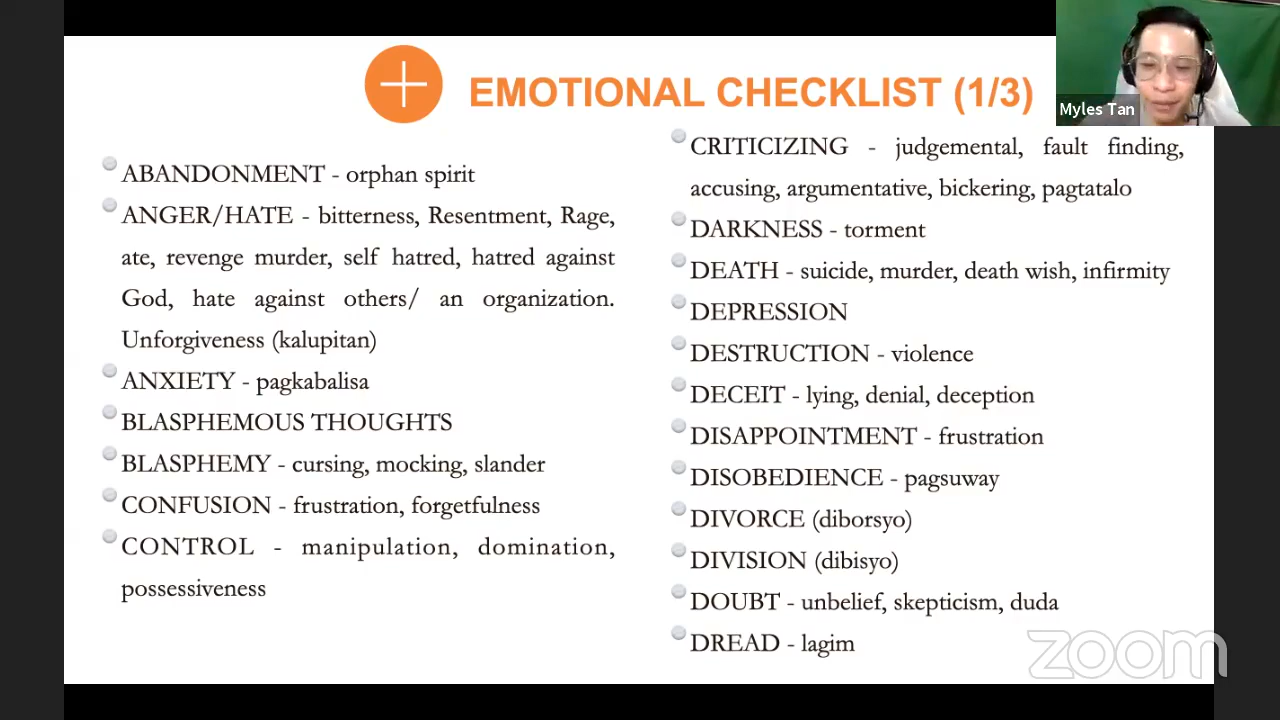 EMOTIONAL CHECKLIST (1/3)
Myles Tan
ABANDONMENT - orphan spirit
ANGER/HATE - bitterness, Resentment, Rage,
ate, revenge murder, self hatred, hatred against
God, hate against others/ an organization.
Unforgiveness (kalupitan)
ANXIETY - pagkabalisa
BLASPHEMOUS THOUGHTS
BLASPHEMY - cursing, mocking, slander
CONFUSION - frustration, forgetfulness
CONTROL - manipulation, domination,
possessiveness
CRITICIZING - judgemental, fault finding,
accusing, argumentative, bickering, pagtatalo
DARKNESS - torment
DEATH - suicide, murder, death wish, infirmity
DEPRESSION
DESTRUCTION - violence
DECEIT - lying, denial, deception
DISAPPOINTMENT - frustration
DISOBEDIENCE - pagsuway
DIVORCE (diborsyo)
DIVISION (dibisyo)
DOUBT - unbelief, skepticism, duda
DREAD - lagim
zoom